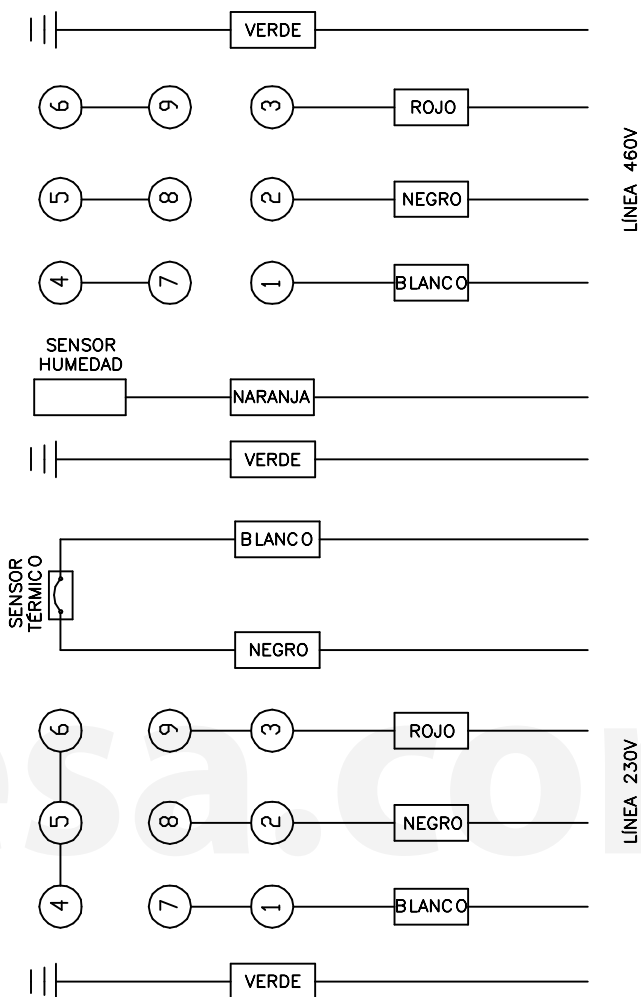 VERDE
6 9 3 ROJO
5 8 2 NEGRO
4 7 1 BLANCO
LÍNEA 460V
SENSOR
HUMEDAD
NARANJA
VERDE
BLANCO
SENSOR
TÉRMICO
NEGRO
6 9 3 ROJO
5 8 2 NEGRO
4 7 1 BLANCO
LÍNEA 230V
VERDE
esa.co